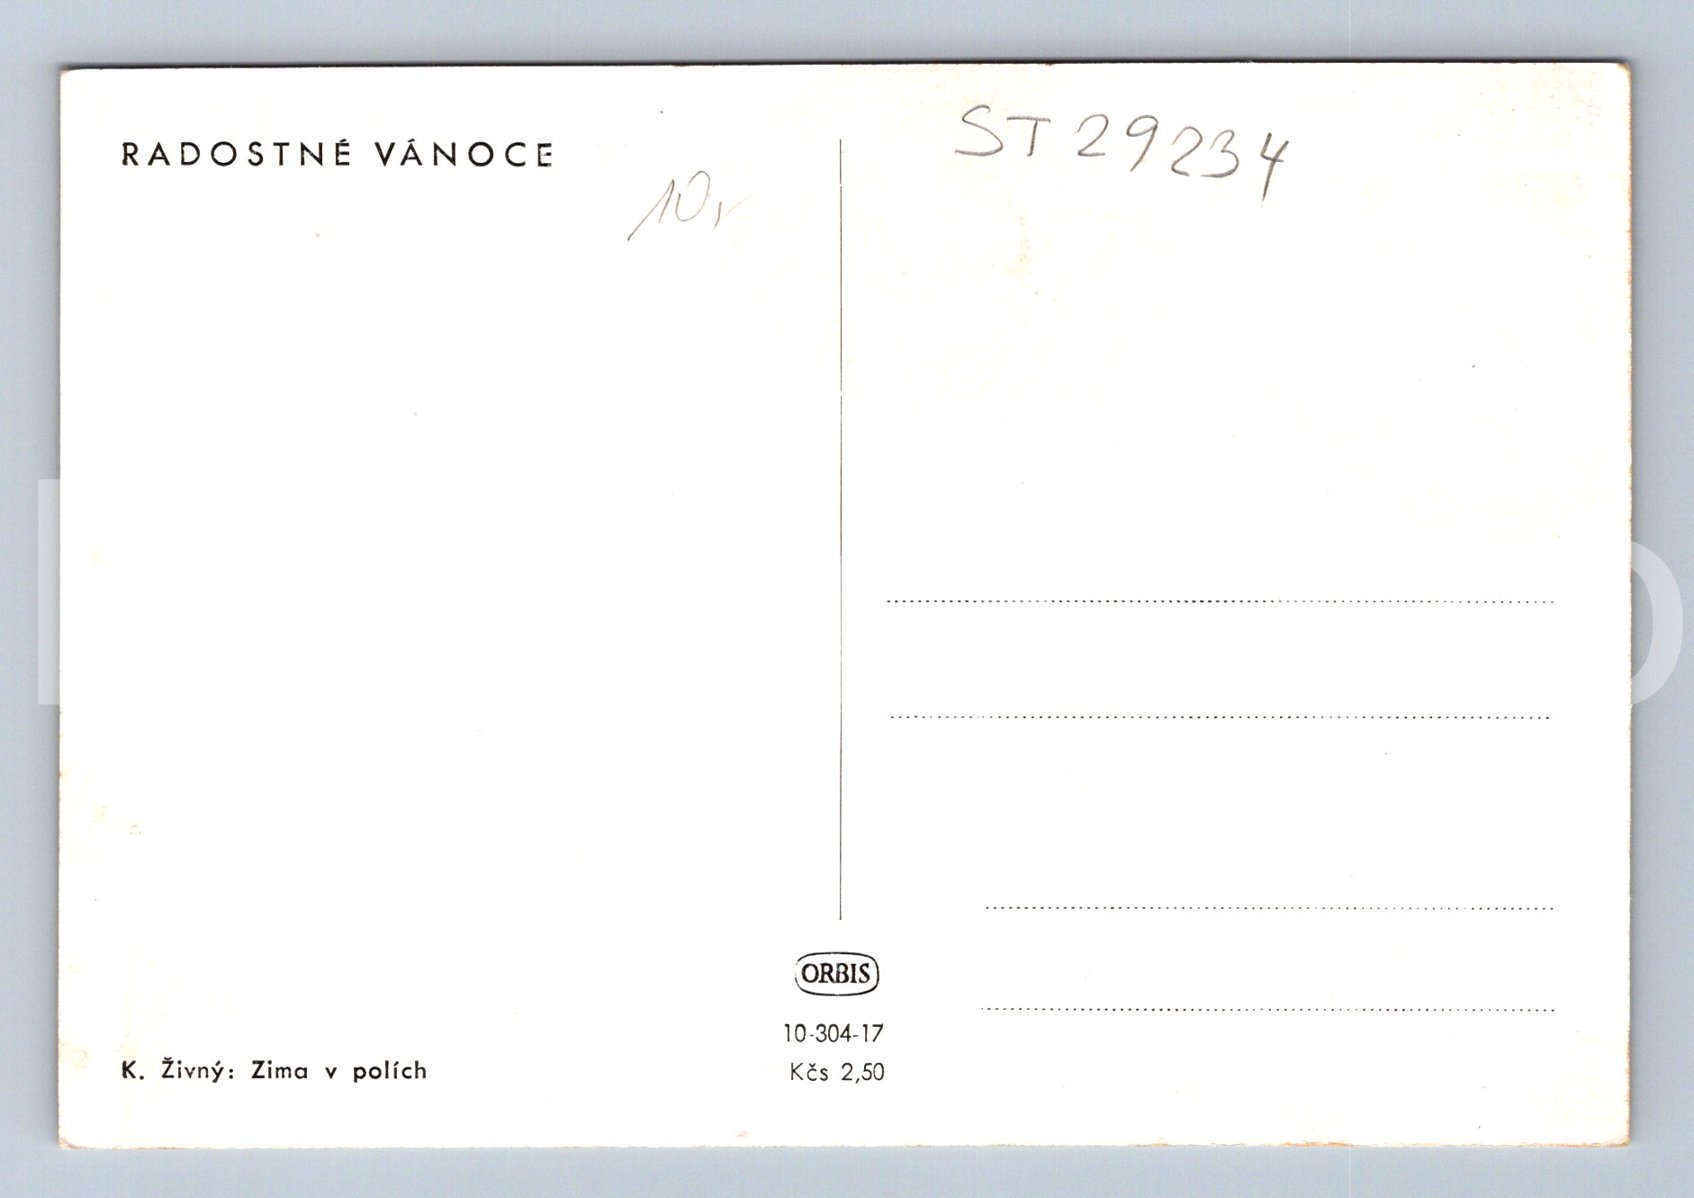 RADOSTNÉ VÁNOCE
ST 29234
10,
ORBIS
10-304-17
Kčs 2,50
K. Živný: Zima v polích